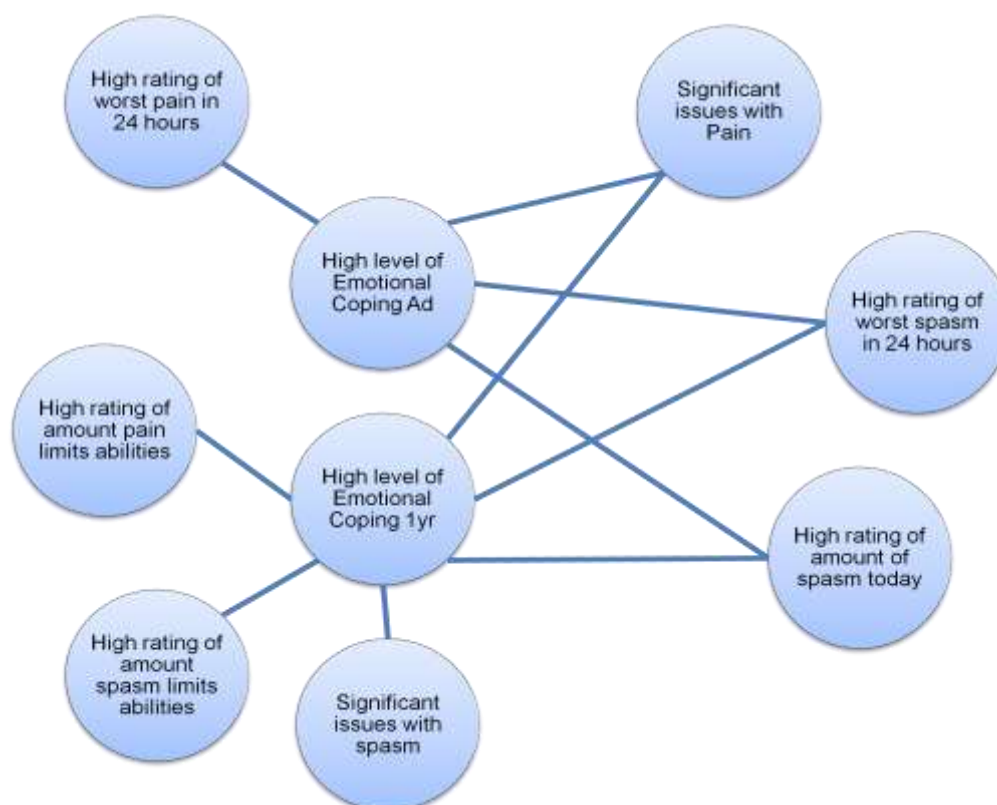 High rating of
worst pain in
24 hours
Significant
issues with
Pain
High level of
Emotional
Coping Ad
High rating of
worst spasm
in 24 hours
High rating of
amount pain
limits abilities
High level of
Emotional
Coping 1yr
High rating of
amount of
spasm today
High rating of
amount
spasm limits
abilities
Significant
issues with
spasm